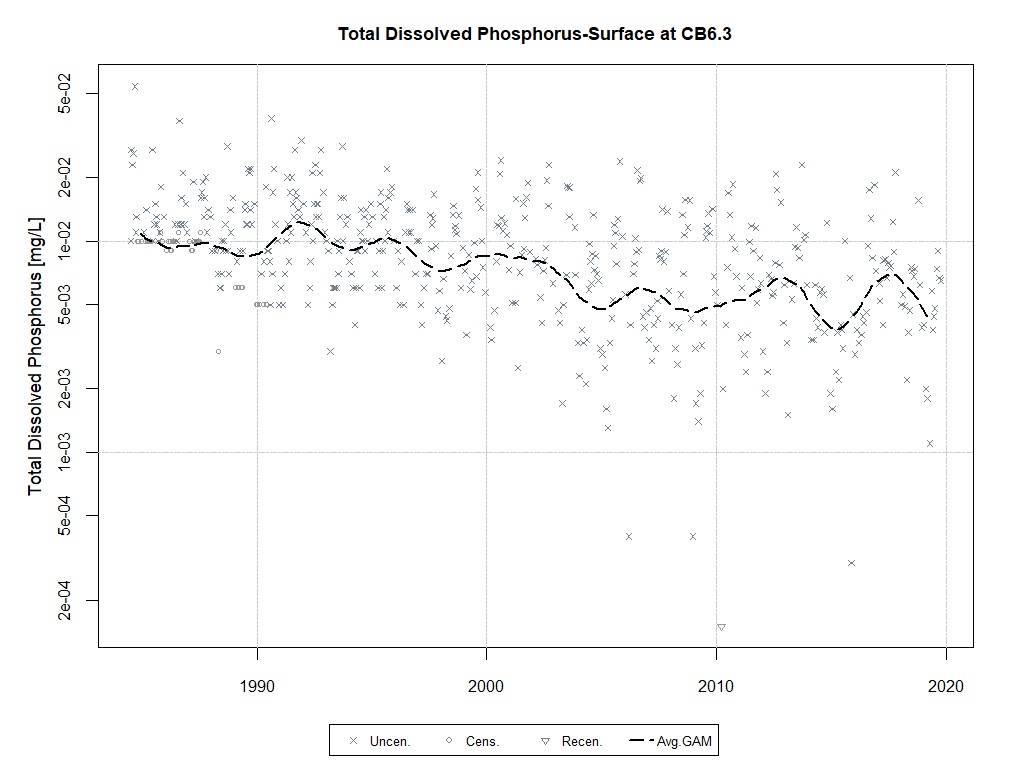 Total Dissolved Phosphorus-Surface at CB6.3
Total Dissolved Phosphorus [mg/L]
5e-02
2e-02
1e-02
5e-03
2e-03
1e-03
5e-04
2e-04
1990 2000 2010 2020
Uncen. Cens. Recen. Avg.GAM